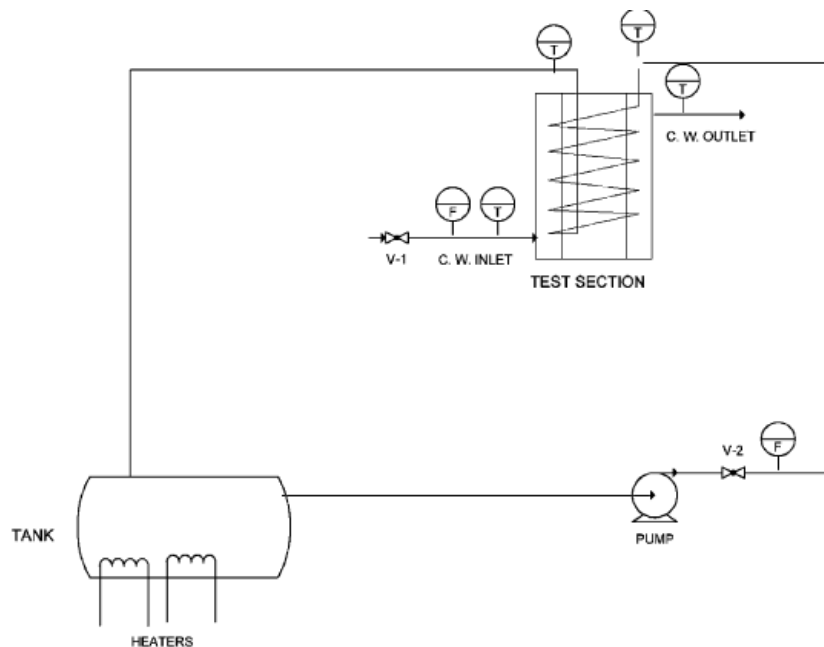 T
T
T
C. W. OUTLET
F
T
V-1
C. W. INLET
TEST SECTION
V-2
F
TANK
PUMP
HEATERS